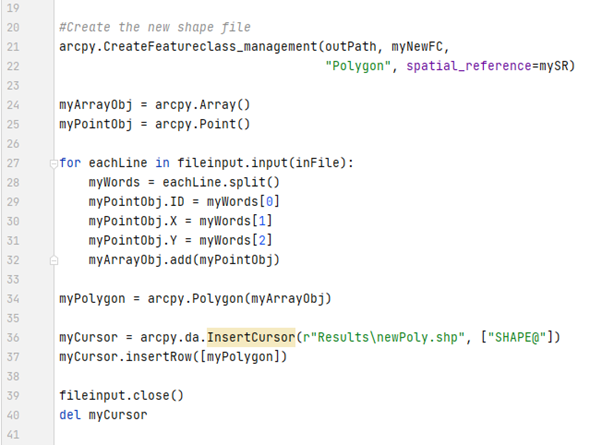 19
20 #Create the new shape file
21 arcpy.CreateFeatureclass_management(outPath, myNewFC,
22                                     "Polygon", spatial_reference=mySR)
23
24 myArrayObj = arcpy.Array()
25 myPointObj = arcpy.Point()
26
27 for eachLine in fileinput.input(inFile):
28     myWords = eachLine.split()
29     myPointObj.ID = myWords[0]
30     myPointObj.X = myWords[1]
31     myPointObj.Y = myWords[2]
32     myArrayObj.add(myPointObj)
33
34 myPolygon = arcpy.Polygon(myArrayObj)
35
36 myCursor = arcpy.da.InsertCursor(r"Results\newPoly.shp", ["SHAPE@"])
37 myCursor.insertRow([myPolygon])
38
39 fileinput.close()
40 del myCursor
41